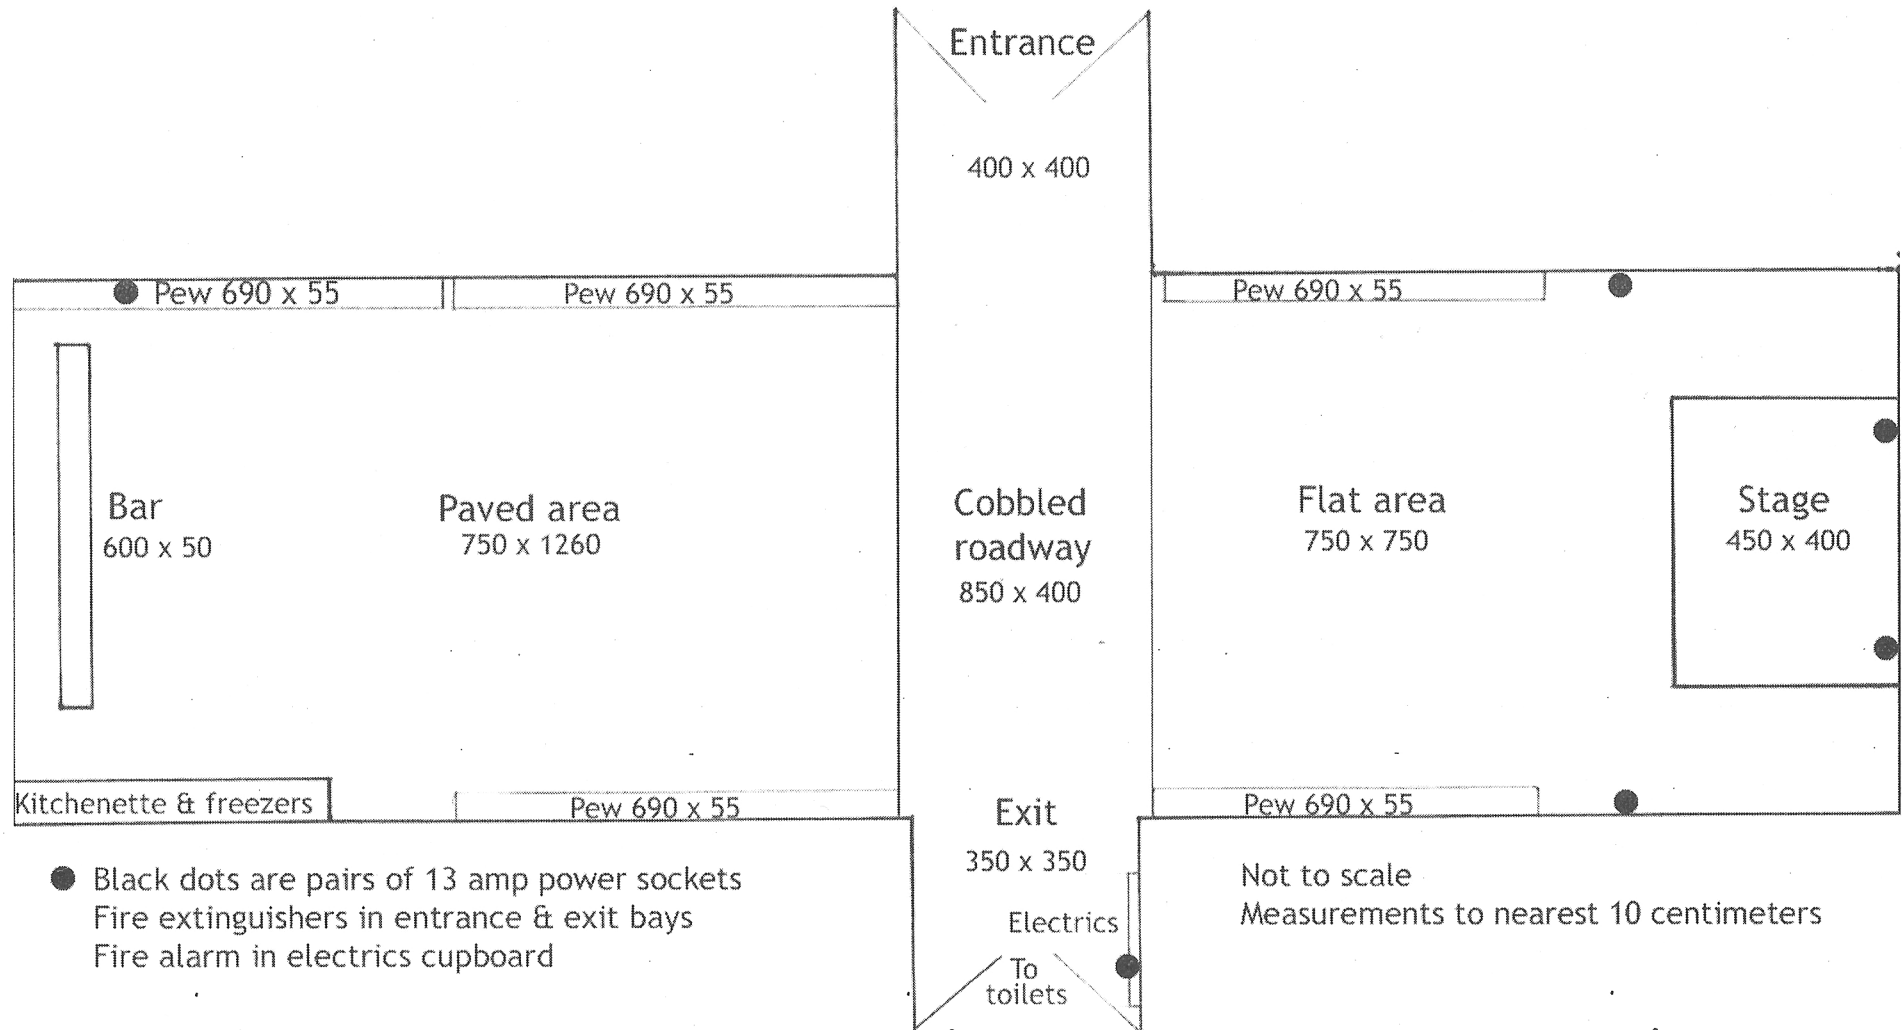 Entrance
400 x 400
Pew 690 x 55
Pew 690 x 55
Pew 690 x 55
Bar
600 x 50
Paved area
750 x 1260
Cobbled
roadway
850 x 400
Flat area
750 x 750
Stage
450 x 400
Kitchenette & freezers
Pew 690 x 55
Exit
350 x 350
Pew 690 x 55
Electrics
To
toilets
Black dots are pairs of 13 amp power sockets
Fire extinguishers in entrance & exit bays
Fire alarm in electrics cupboard
Not to scale
Measurements to nearest 10 centimeters